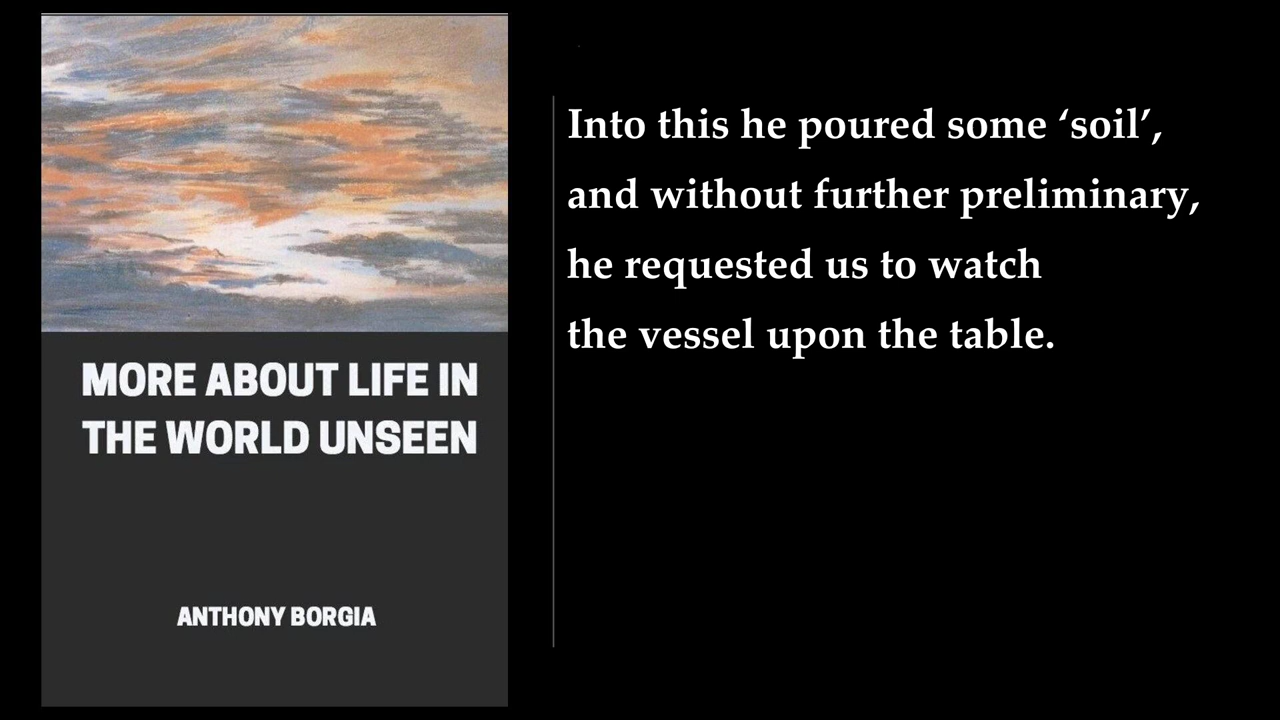 MORE ABOUT LIFE IN
THE WORLD UNSEEN
ANTHONY BORGIA
Into this he poured some ‘soil’,
and without further preliminary,
he requested us to watch
the vessel upon the table.